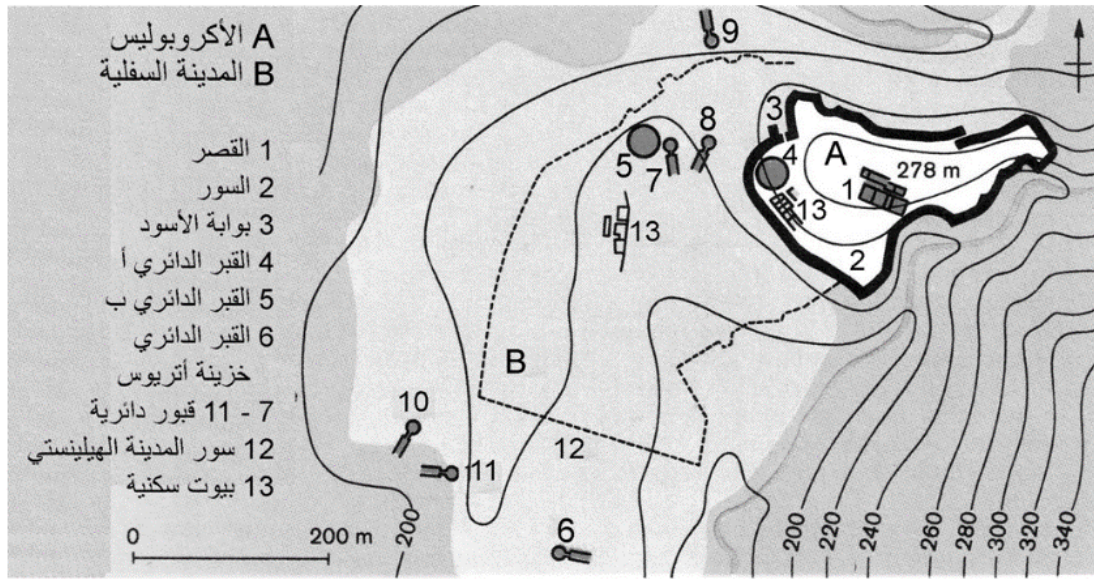 A الأكروبوليس
B المدينة السفلية
1 القصر
2 السور
3 بوابة الأسود
4 القبر الدائري أ
5 القبر الدائري ب
6 القبر الدائري
خزينة أتريوس
7 - 11 قبور دائرية
12 سور المدينة الهيلينستي
13 بيوت سكنية
0 200 m
9
3
8
4
A
5
7
278 m
1
13
13
2
B
10
12
11
6
200
200
220
240
260
280
300
320
340